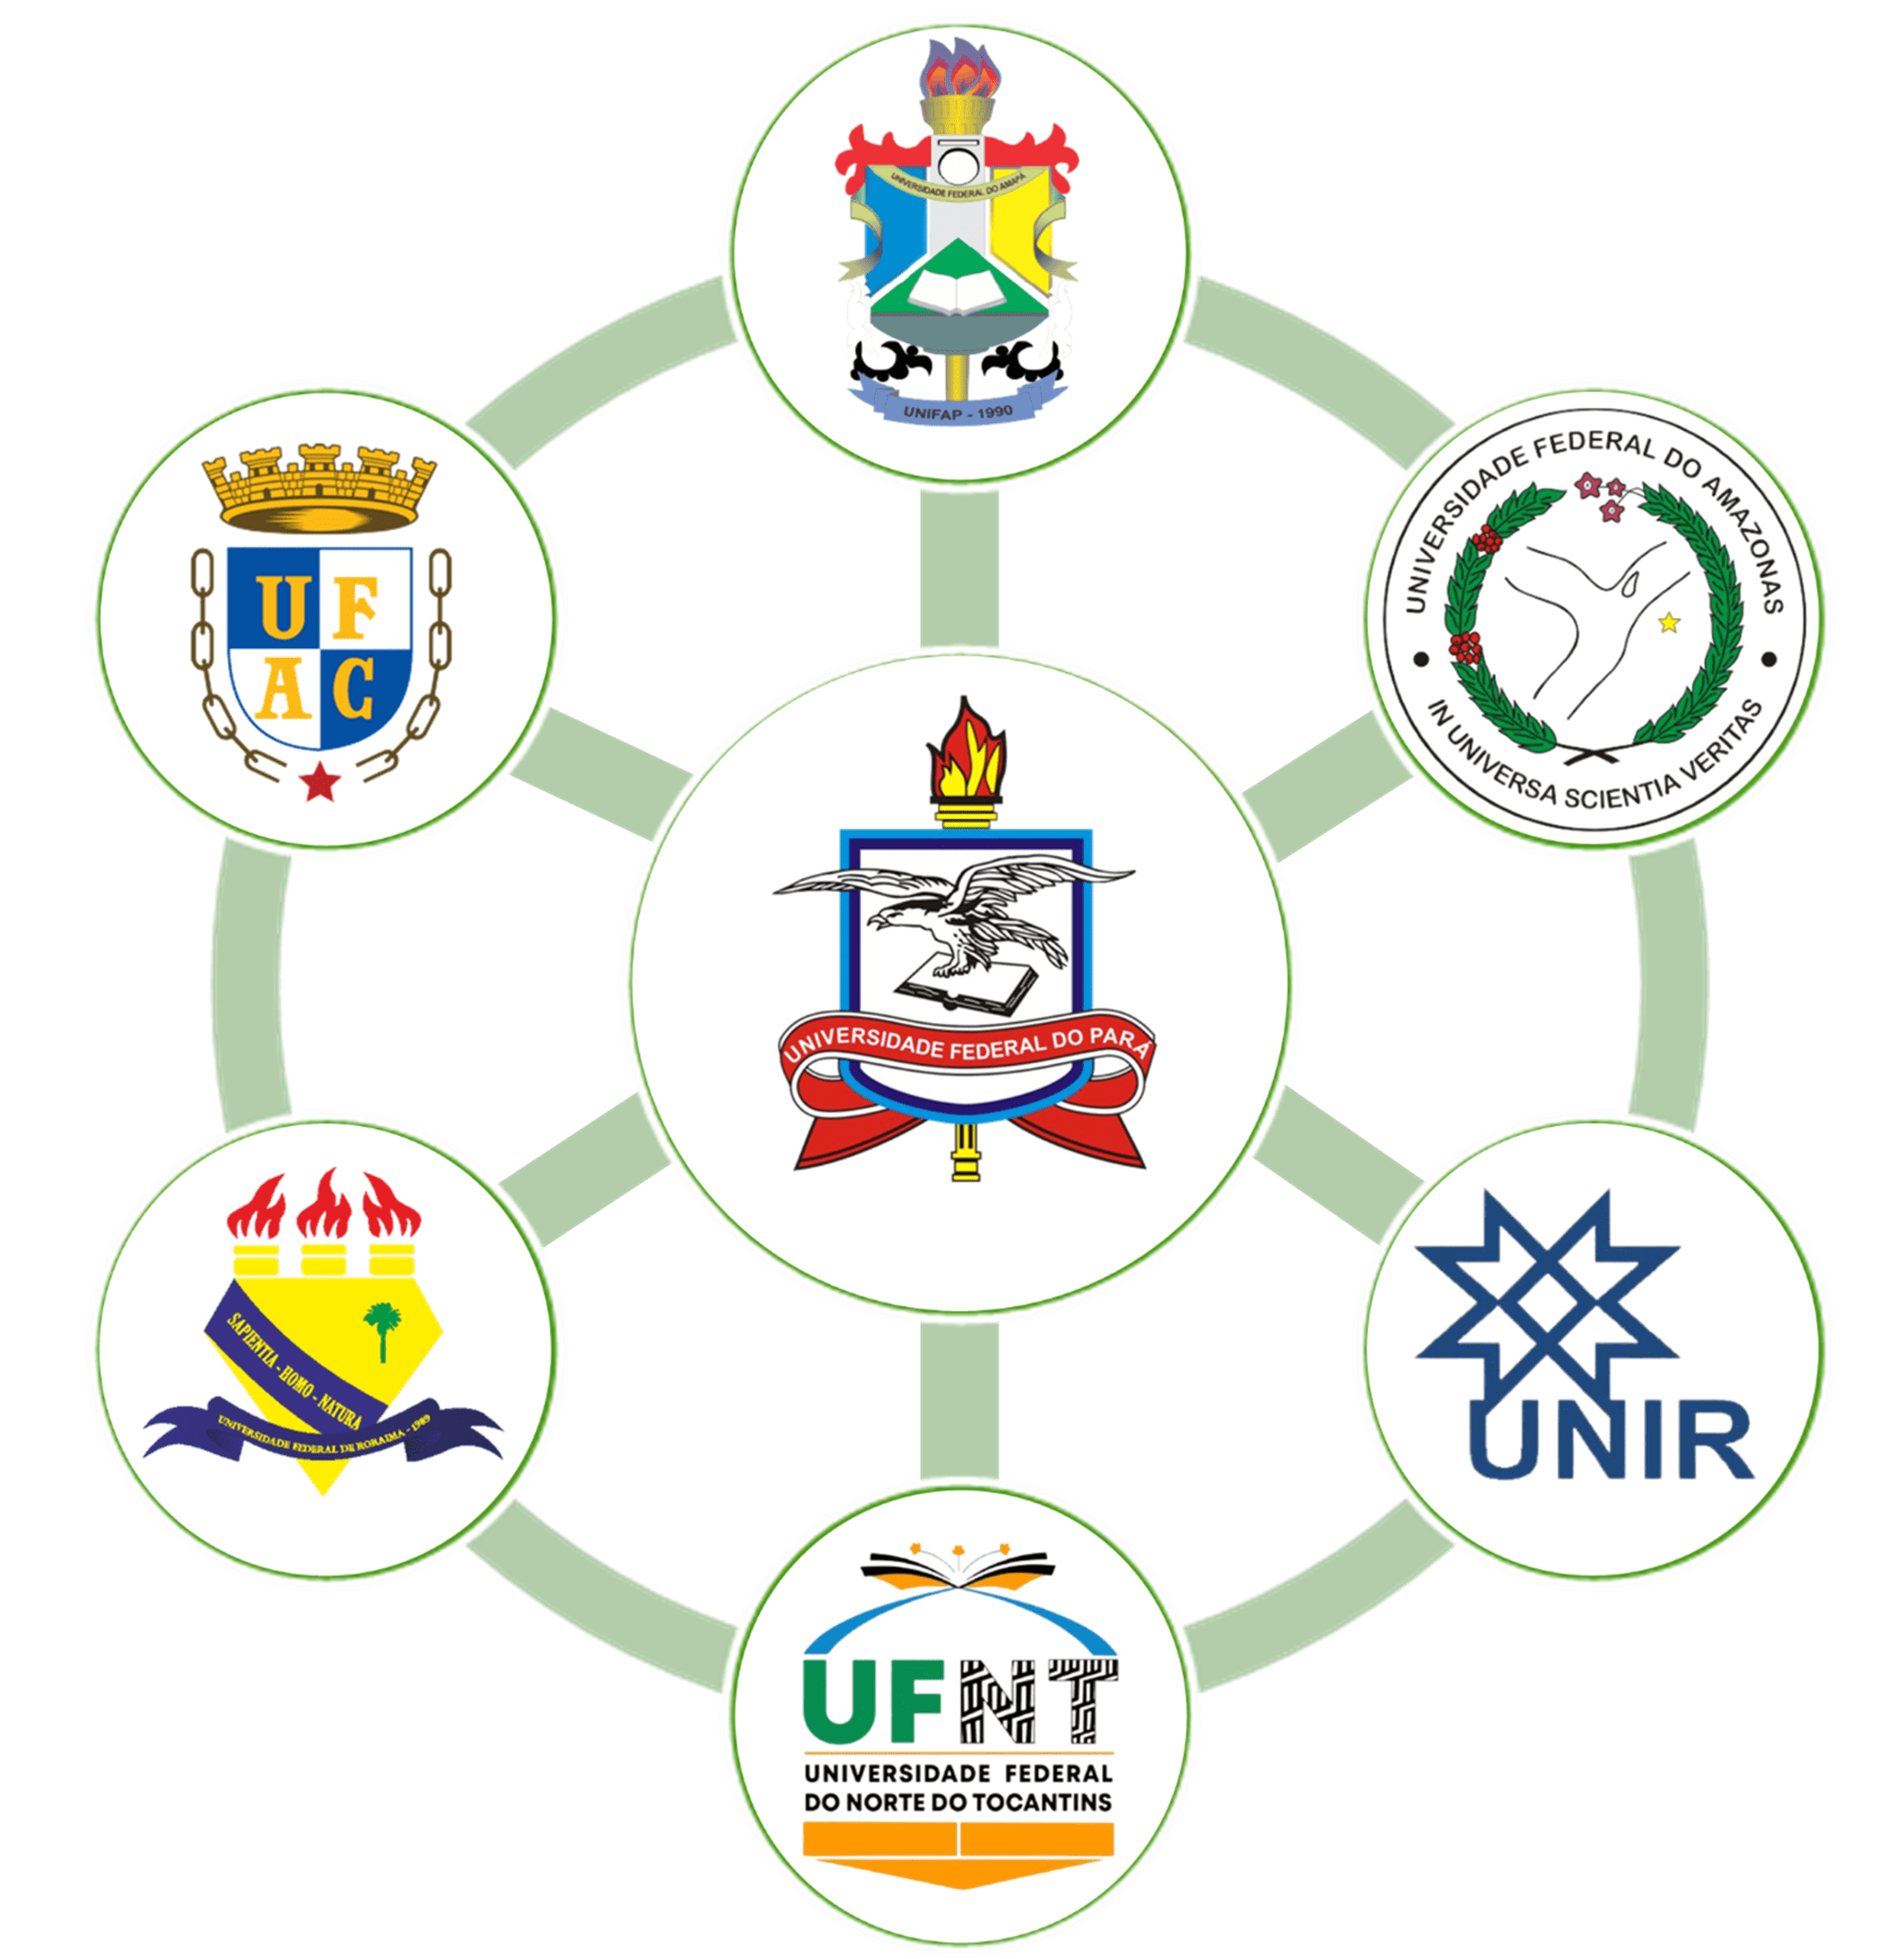 UNIVERSIDADE FEDERAL DO AMAPÁ
UNIFAP - 1990
U F
A C
UNIVERSIDADE FEDERAL DO AMAZONAS
IN UNIVERSA SCIENTIA VERITAS
UNIVERSIDADE FEDERAL DO PARÁ
SAPIENTIA - HOMO - NATURA
UNIVERSIDADE FEDERAL DE RORAIMA - 1989
UNIR
UFNT
UNIVERSIDADE FEDERAL
DO NORTE DO TOCANTINS